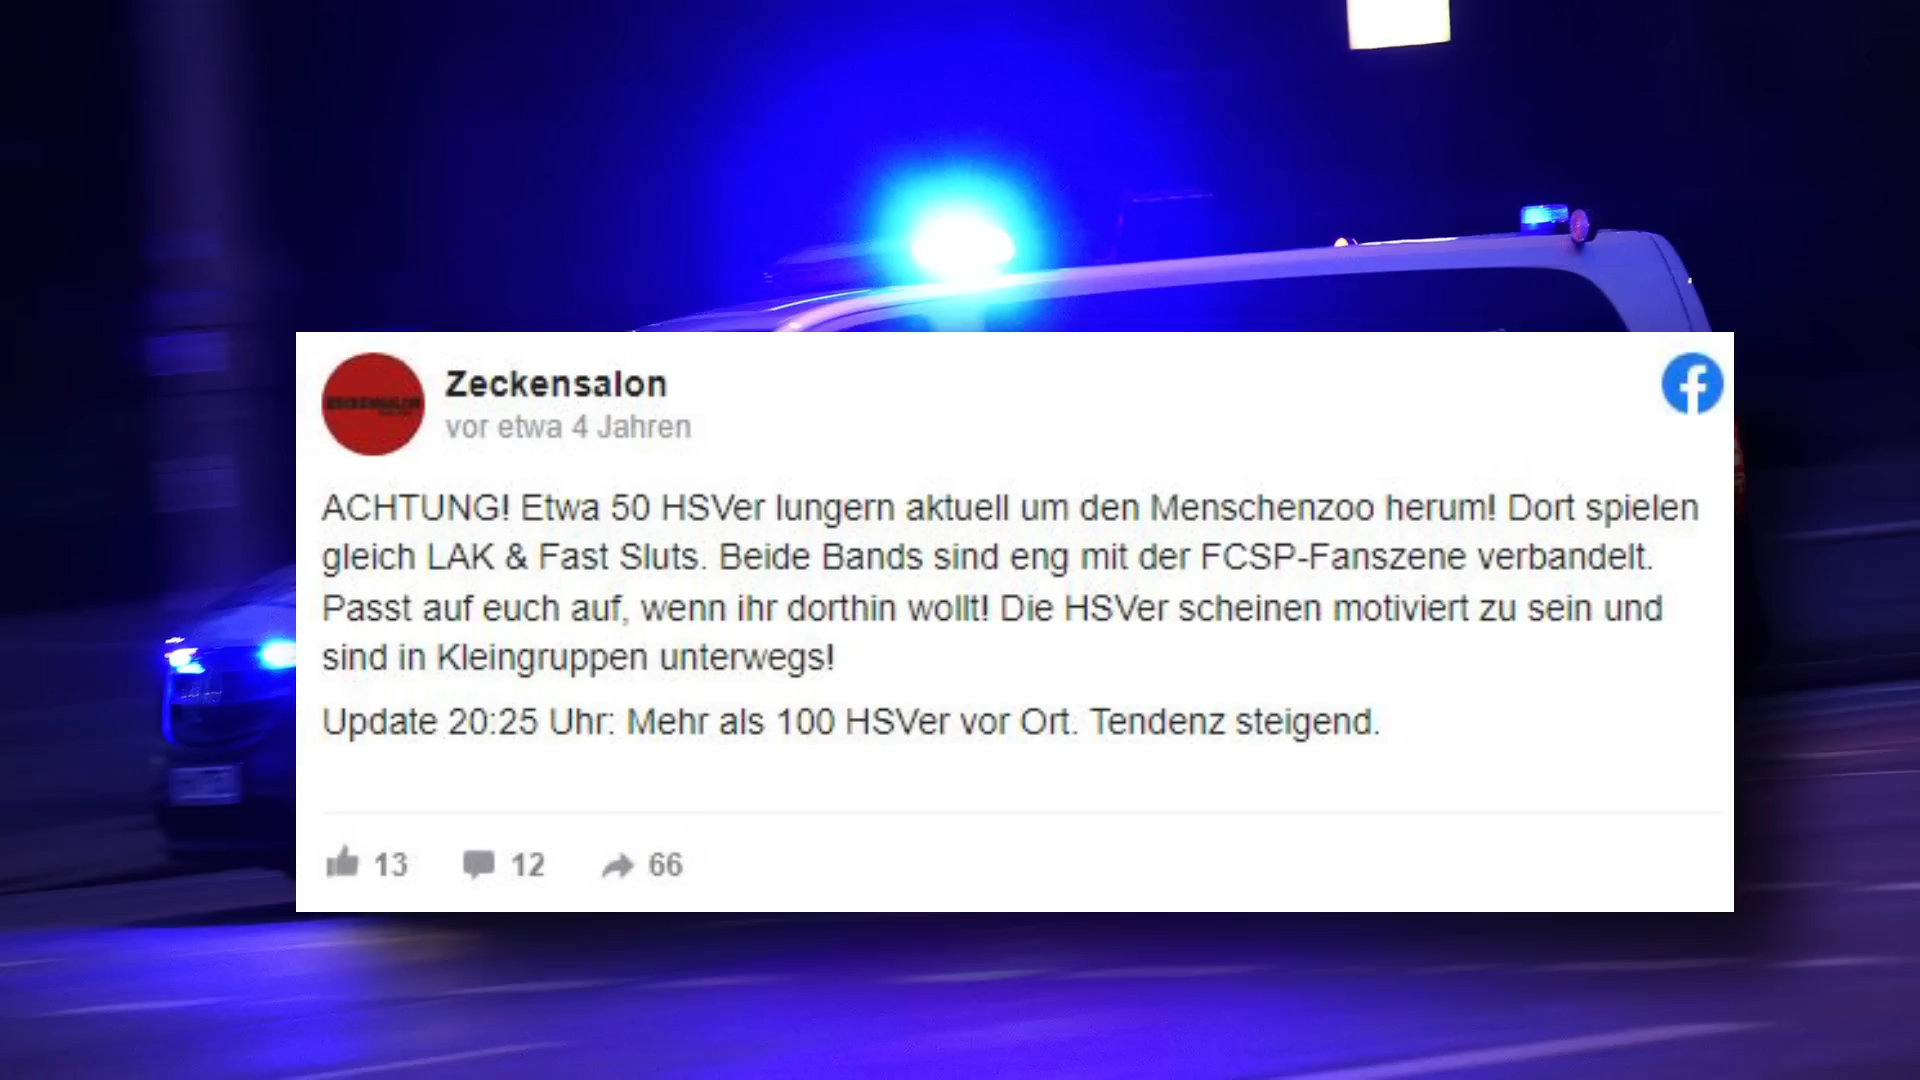 Zeckensalon
vor etwa 4 Jahren
ACHTUNG! Etwa 50 HSVer lungern aktuell um den Menschenzoo herum! Dort spielen
gleich LAK & Fast Sluts. Beide Bands sind eng mit der FCSP-Fanszene verbandelt.
Passt auf euch auf, wenn ihr dorthin wollt! Die HSVer scheinen motiviert zu sein und
sind in Kleingruppen unterwegs!
Update 20:25 Uhr: Mehr als 100 HSVer vor Ort. Tendenz steigend.
13 12 66